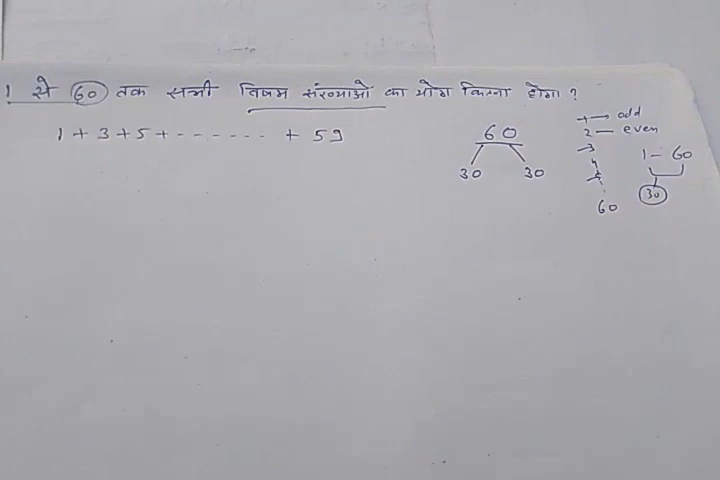 1 से 60 तक सभी विषम संख्याओ का योग कितना होगा ?
1 + 3 + 5 + - - - - - - - + 59
60
30 30
1 → odd
2 — even
3
4
5
60
1 - 60
30